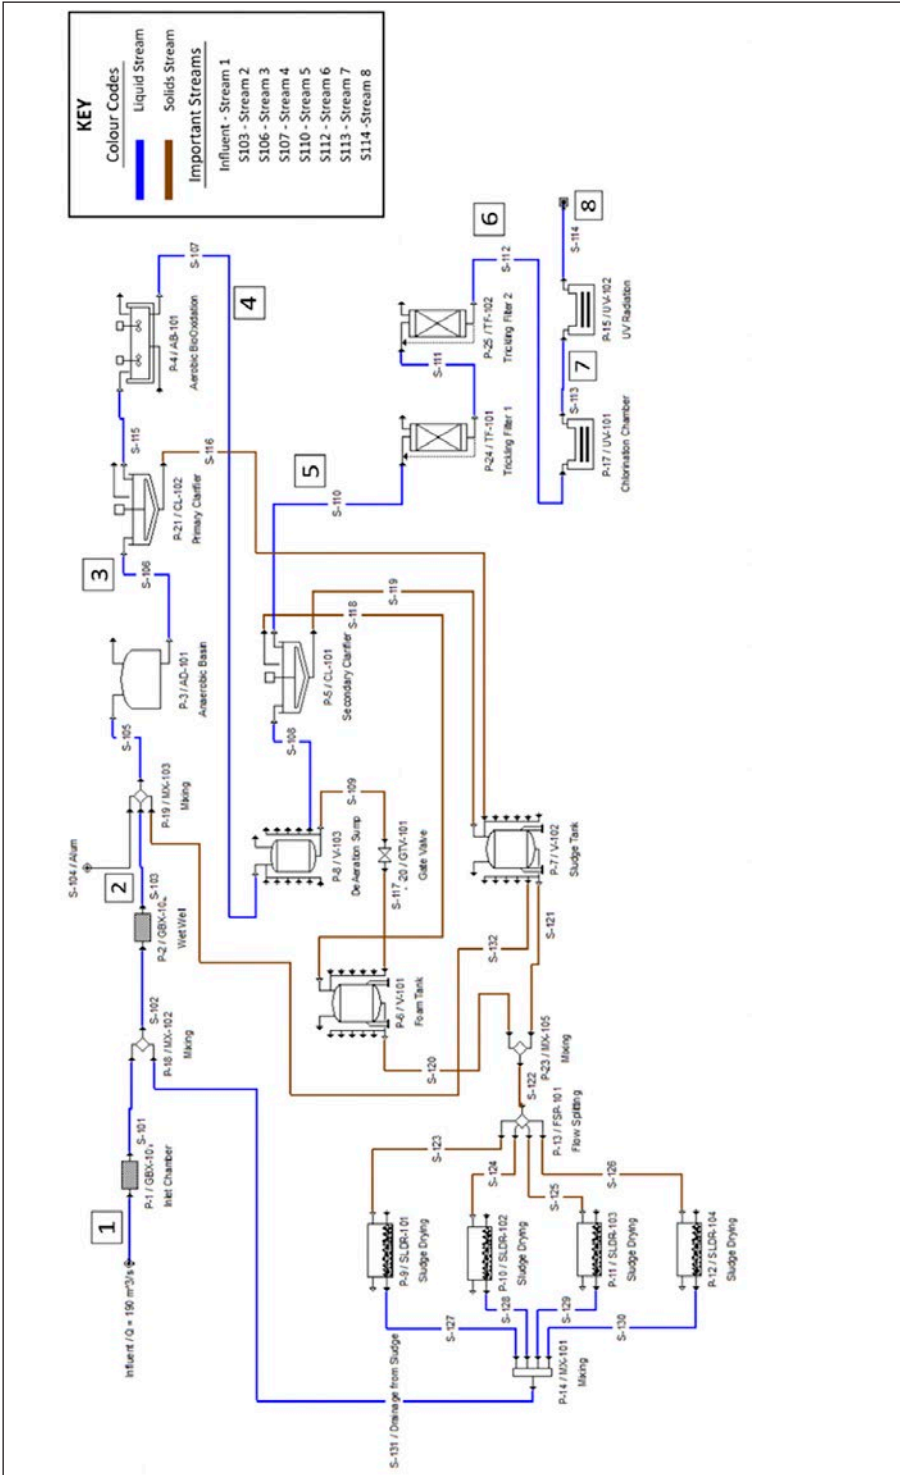 KEY
Colour Codes
Liquid Stream
Solids Stream
Important Streams
Influent - Stream 1
S103 - Stream 2
S106 - Stream 3
S107 - Stream 4
S110 - Stream 5
S112 - Stream 6
S113 - Stream 7
S114 -Stream 8
Influent / Q = 190 m³/s
1
P-1 / GBX-10
Inlet Chamber
S-101
P-18 / MX-102
Mixing
S-102
P-2 / GBX-10
Wet Well
2
S-103
S-104 / Alum
P-19 / MX-103
Mixing
S-105
P-3 / AD-101
Anaerobic Basin
3
S-106
P-21 / CL-102
Primary Clarifier
S-115
S-116
P-4 / AB-101
Aerobic BioOxidation
S-107
4
P-8 / V-103
DeAeration Sump
S-108
S-109
20 / GTV-101
Gate Valve
S-117
P-5 / CL-101
Secondary Clarifier
S-118
S-119
5
S-110
P-24 / TF-101
Trickling Filter 1
S-111
P-25 / TF-102
Trickling Filter 2
6
S-112
P-17 / UV-101
Chlorination Chamber
S-113
7
P-15 / UV-102
UV Radiation
S-114
8
P-6 / V-101
Foam Tank
S-120
P-7 / V-102
Sludge Tank
S-132
S-121
P-23 / MX-105
Mixing
S-122
P-13 / FSP-101
Flow Splitting
S-123
S-124
S-125
S-126
P-9 / SLDR-101
Sludge Drying
P-10 / SLDR-102
Sludge Drying
P-11 / SLDR-103
Sludge Drying
P-12 / SLDR-104
Sludge Drying
S-127
S-128
S-129
S-130
P-14 / MX-101
Mixing
S-131 / Drainage from Sludge